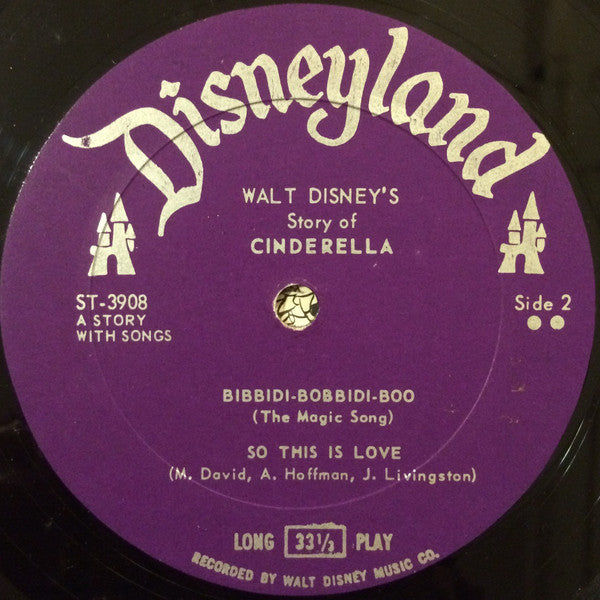 Disneyland
WALT DISNEY'S
Story of
CINDERELLA
ST-3908
A STORY
WITH SONGS
Side 2
BIBBIDI-BOBBIDI-BOO
(The Magic Song)
SO THIS IS LOVE
(M. David, A. Hoffman, J. Livingston)
LONG 33⅓ PLAY
RECORDED BY WALT DISNEY MUSIC CO.